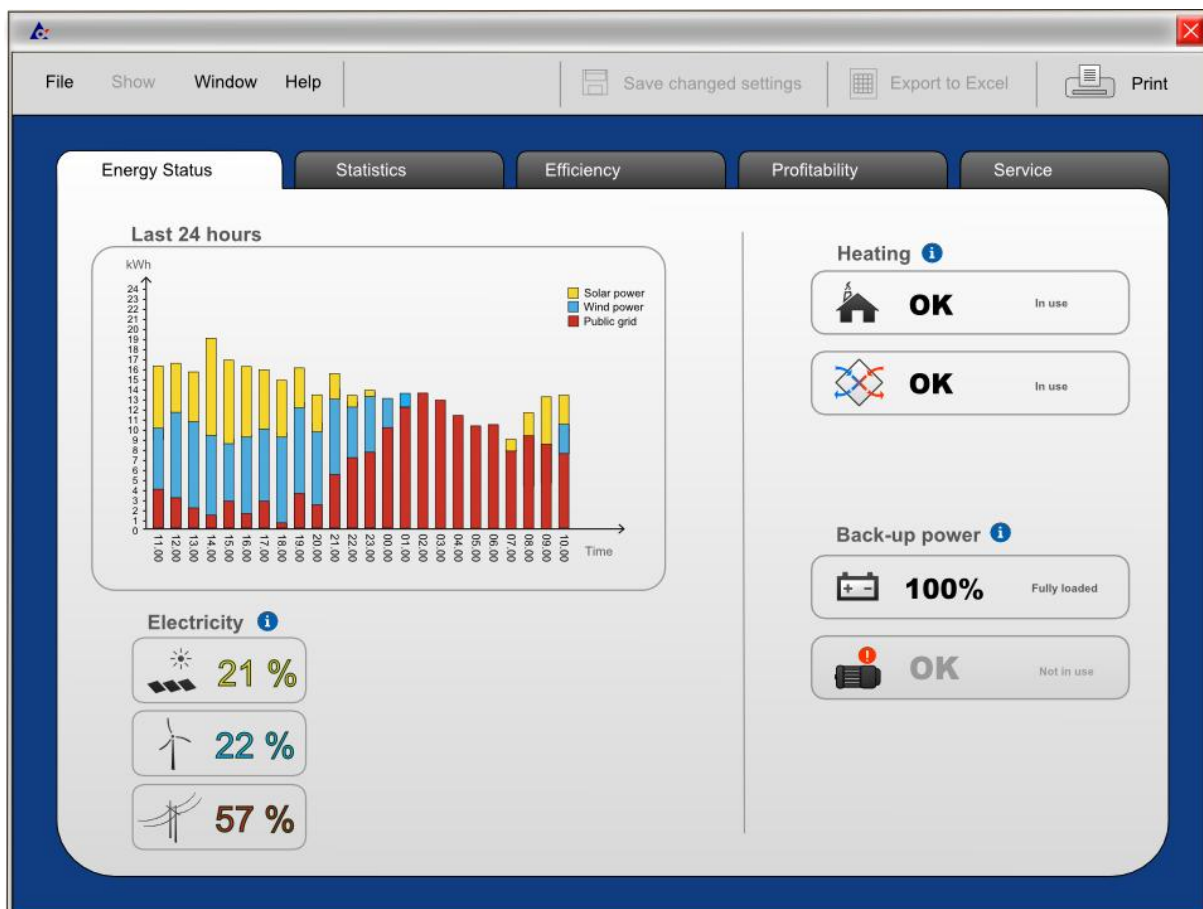 File Show Window Help Save changed settings Export to Excel Print
Energy Status Statistics Efficiency Profitability Service
Last 24 hours
kWh
24
23
22
21
20
19
18
17
16
15
14
13
12
11
10
9
8
7
6
5
4
3
2
1
0
Solar power
Wind power
Public grid
11.00 12.00 13.00 14.00 15.00 16.00 17.00 18.00 19.00 20.00 21.00 22.00 23.00 00.00 01.00 02.00 03.00 04.00 05.00 06.00 07.00 08.00 09.00 10.00
Time
Electricity i
21 %
22 %
57 %
Heating i
OK In use
OK In use
Back-up power i
+ - 100% Fully loaded
! OK Not in use